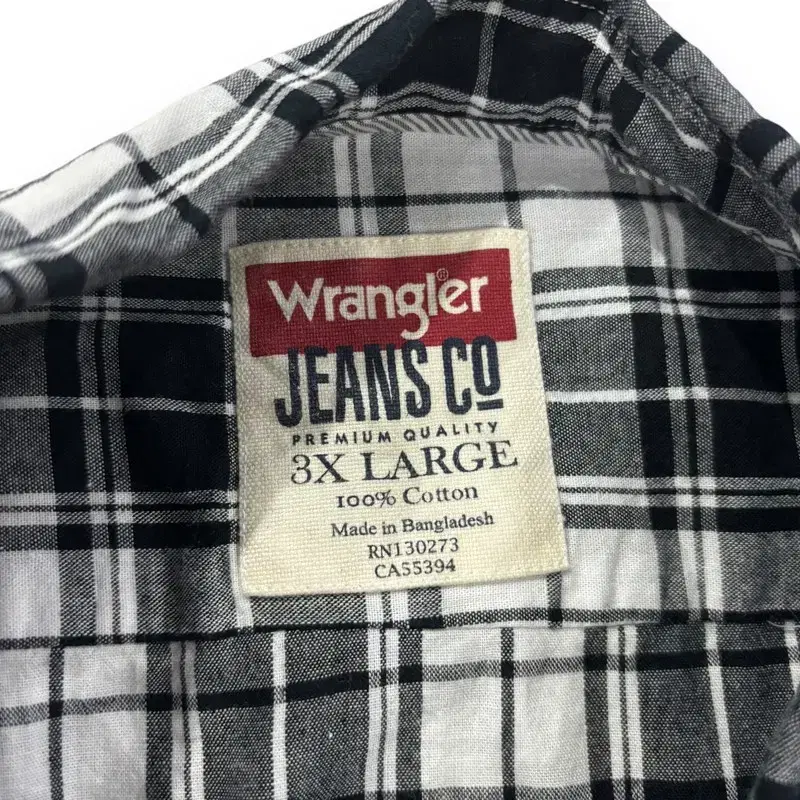 Wrangler®
JEANS CO
PREMIUM QUALITY
3X LARGE
100% Cotton
Made in Bangladesh
RN130273
CA55394